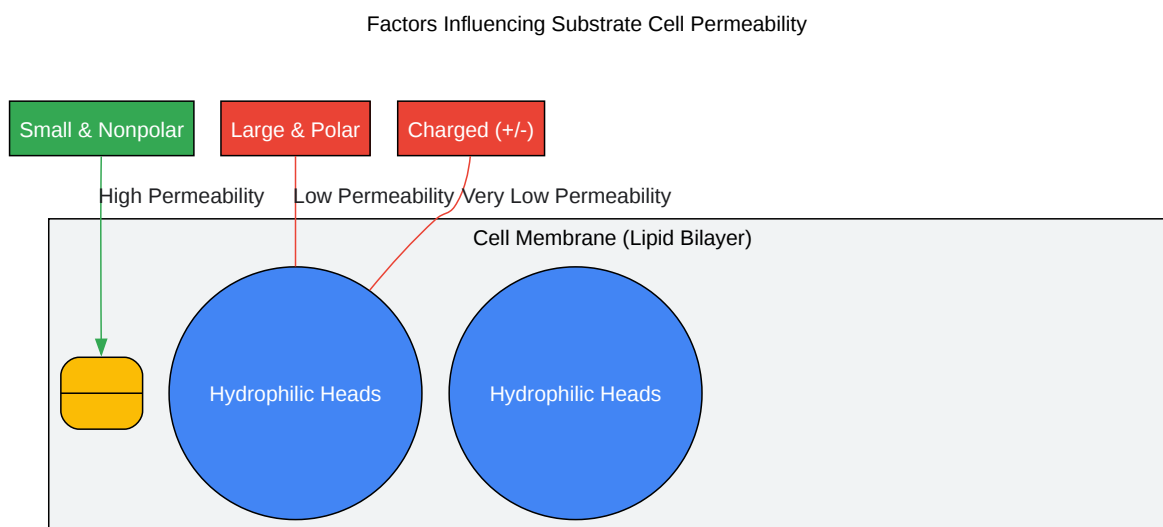 Factors Influencing Substrate Cell Permeability
Small & Nonpolar
Large & Polar
Charged (+/-)
High Permeability
Low Permeability
Very Low Permeability
Cell Membrane (Lipid Bilayer)
Hydrophilic Heads
Hydrophilic Heads